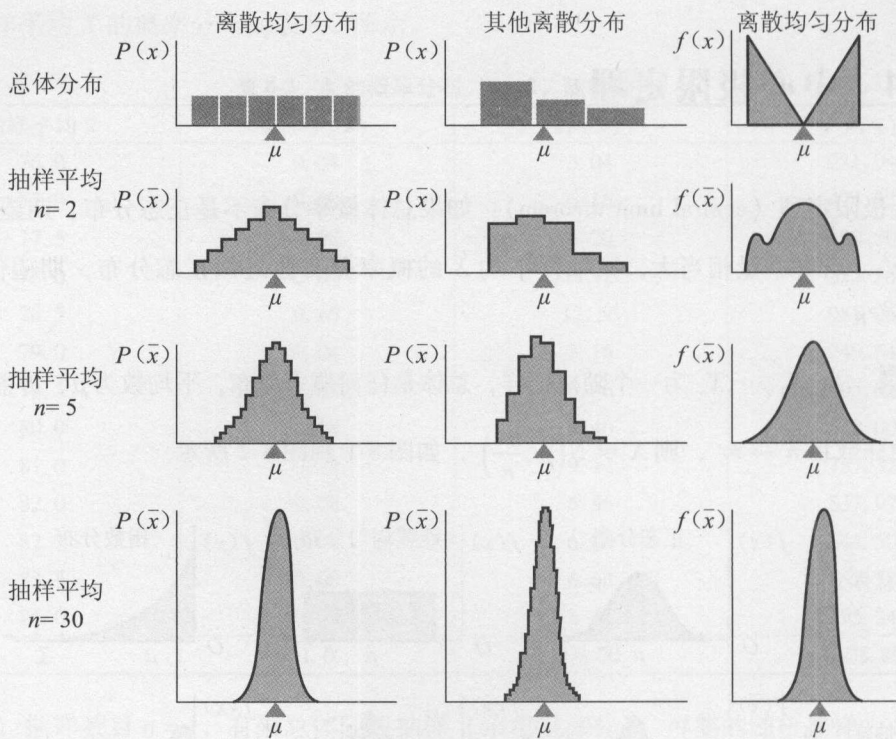 离散均匀分布 其他离散分布 离散均匀分布
P(x) P(x) f(x)
总体分布
μ μ μ
抽样平均
n=2
P(x̄) P(x̄) f(x̄)
μ μ μ
抽样平均
n=5
P(x̄) P(x̄) f(x̄)
μ μ μ
抽样平均
n=30
P(x̄) P(x̄) f(x̄)
μ μ μ